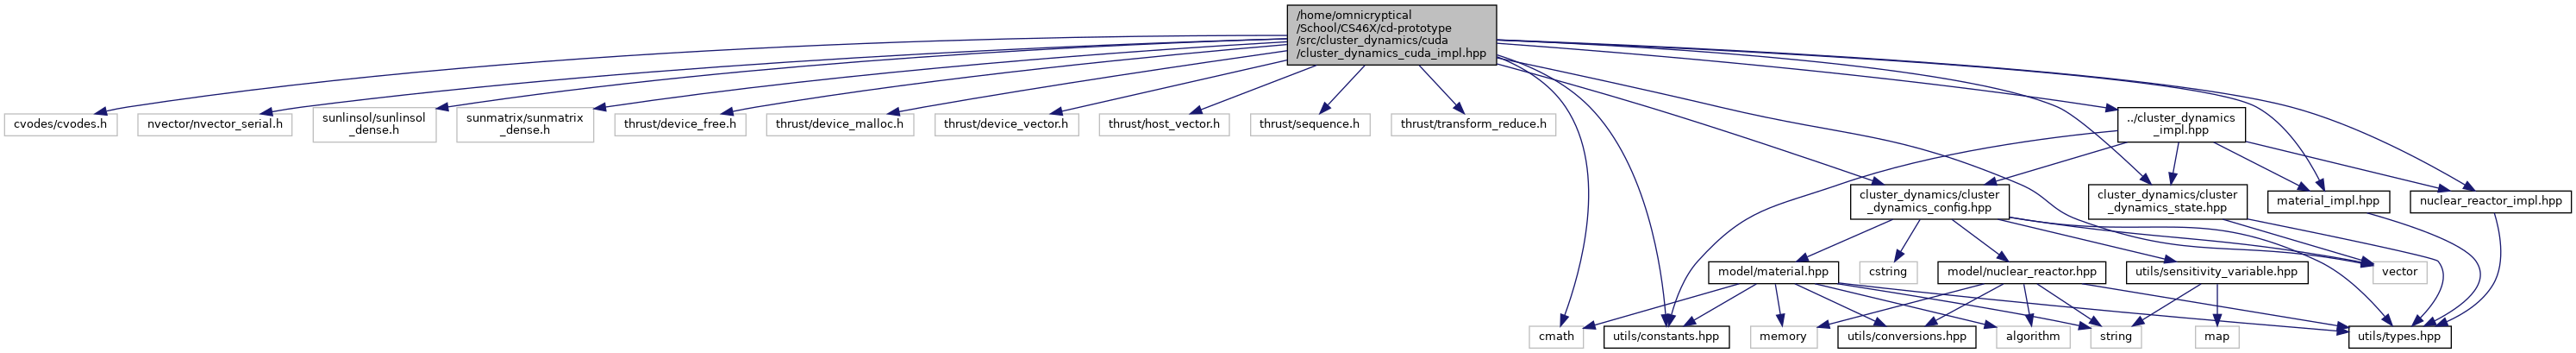 /home/omnicryptical
/School/CS46X/cd-prototype
/src/cluster_dynamics/cuda
/cluster_dynamics_cuda_impl.hpp
cvodes/cvodes.h
nvector/nvector_serial.h
sunlinsol/sunlinsol
_dense.h
sunmatrix/sunmatrix
_dense.h
thrust/device_free.h
thrust/device_malloc.h
thrust/device_vector.h
thrust/host_vector.h
thrust/sequence.h
thrust/transform_reduce.h
../cluster_dynamics
_impl.hpp
cluster_dynamics/cluster
_dynamics_config.hpp
cluster_dynamics/cluster
_dynamics_state.hpp
material_impl.hpp
nuclear_reactor_impl.hpp
model/material.hpp
cstring
model/nuclear_reactor.hpp
utils/sensitivity_variable.hpp
vector
cmath
utils/constants.hpp
memory
utils/conversions.hpp
algorithm
string
map
utils/types.hpp